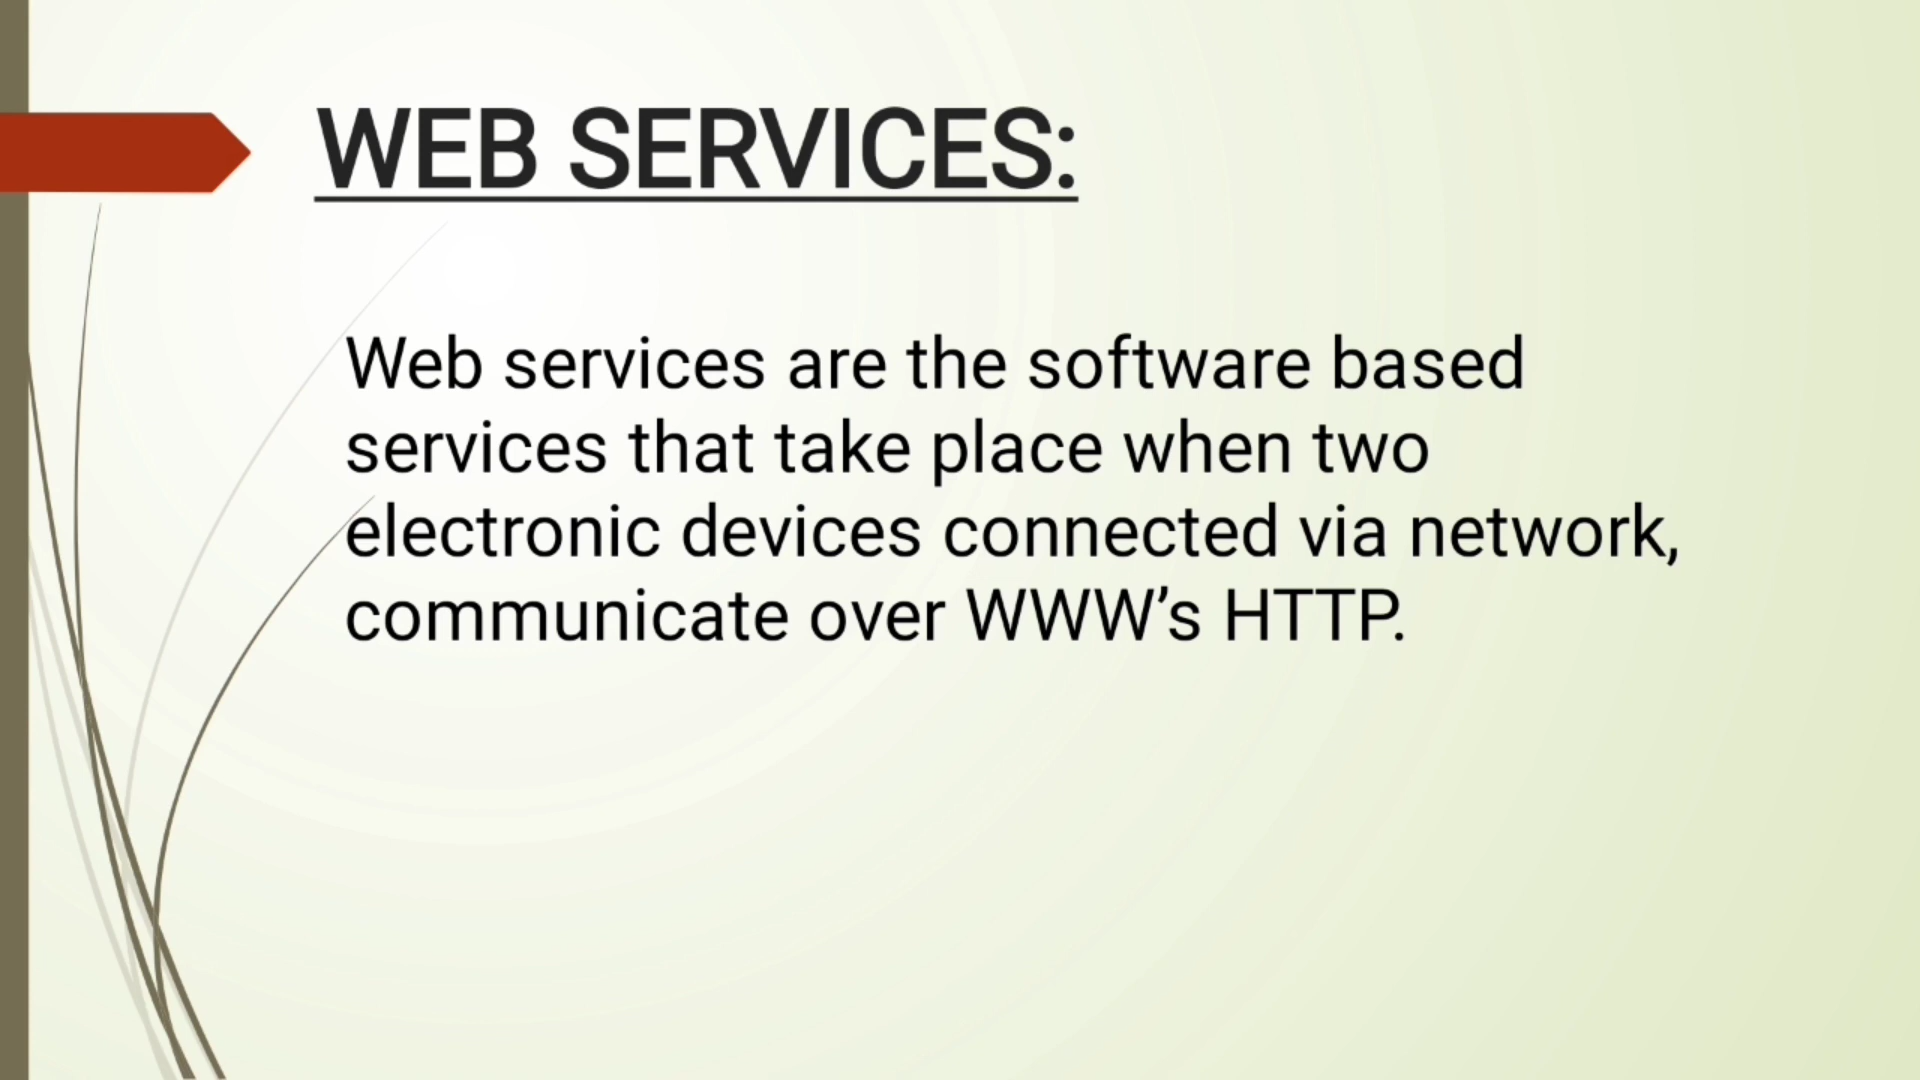 WEB SERVICES:
Web services are the software based
services that take place when two
electronic devices connected via network,
communicate over WWW’s HTTP.